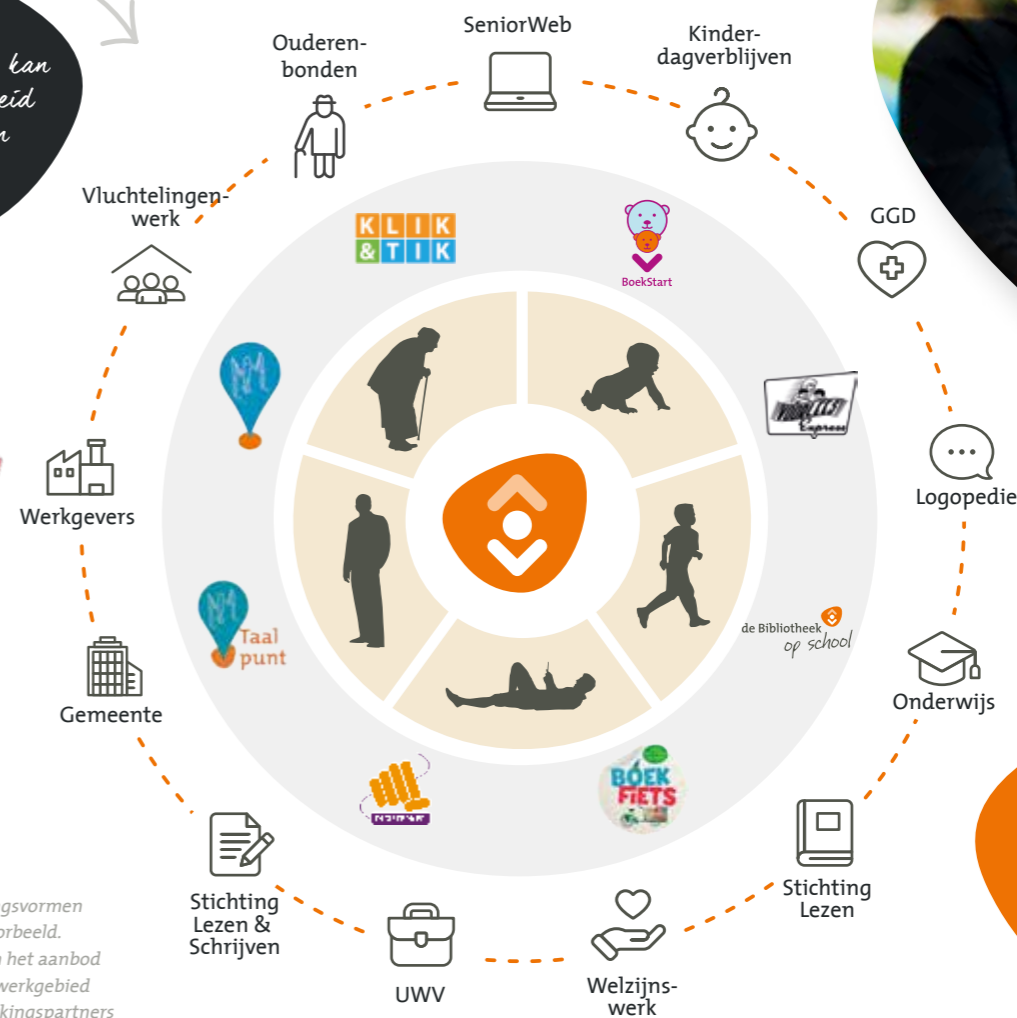 kan
SeniorWeb
Ouderen-
bonden
Kinder-
dagverblijven
Vluchtelingen-
werk
GGD
KLIK
& TIK
BoekStart
Express
Werkgevers
Logopedie
de Bibliotheek
op school
Taal
punt
Gemeente
Onderwijs
BOEK
FIETS
Stichting
Lezen &
Schrijven
Stichting
Lezen
UWV
Welzijns-
werk
gsvormen
orbeeld.
het aanbod
werkgebied
kingspartners